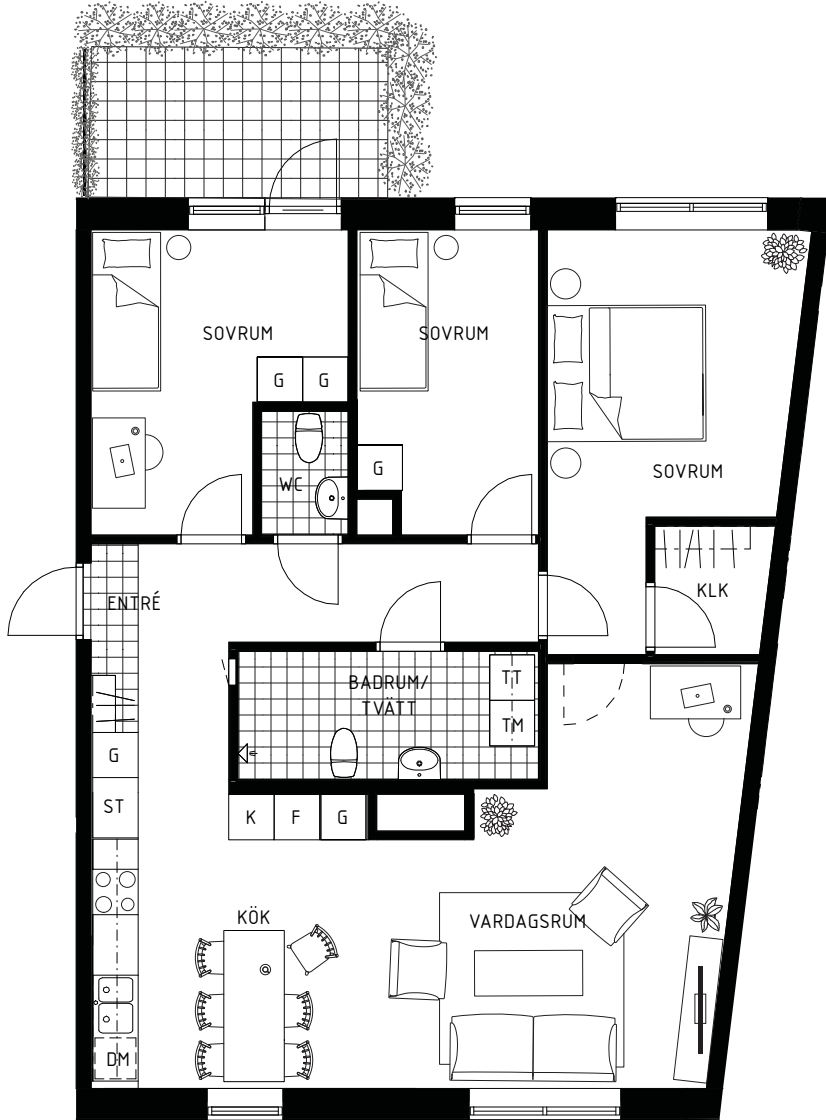 SOVRUM
SOVRUM
G G
SOVRUM
G
WC
KLK
ENTRÉ
BADRUM/
TVÄTT
TT
TM
G
ST
K F G
KÖK
VARDAGSRUM
DM